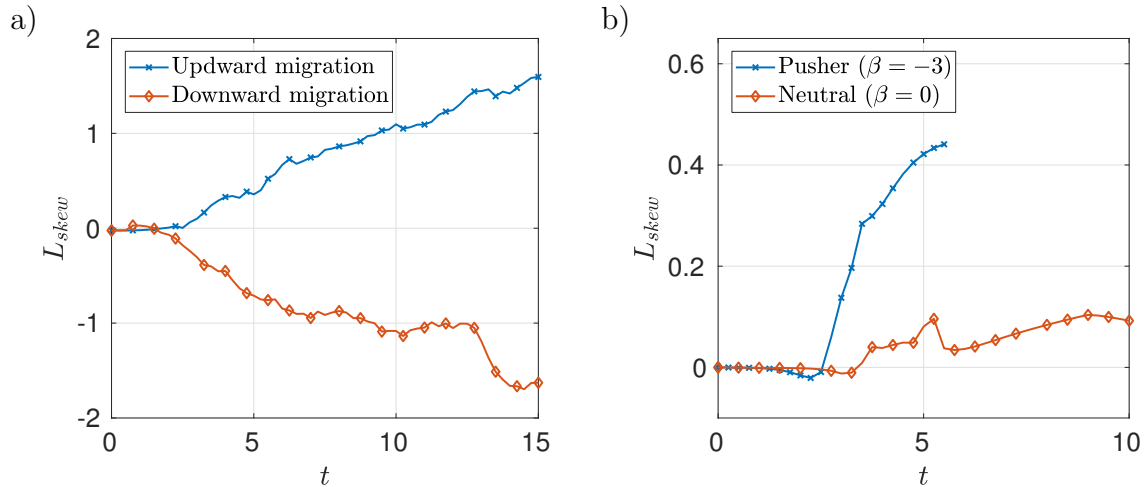 a)
2
1
0
-1
-2
L_skew
0
5
10
15
t
Updward migration
Downward migration
b)
0.6
0.4
0.2
0
L_skew
0
5
10
t
Pusher (β = −3)
Neutral (β = 0)